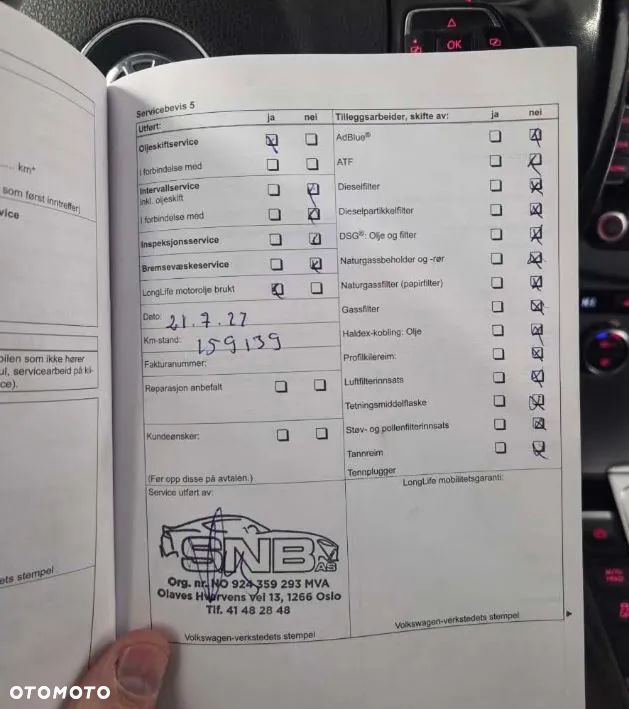 OK
km*
som først inntreffer)
vice
bilen som ikke hører
ul, servicearbeid på ki-
ce).
ets stempel
Servicebevis 5
Utført: ja nei
Oljeskiftservice
I forbindelse med
Intervallservice
inkl. oljeskift
I forbindelse med
Inspeksjonsservice
Bremsevæskeservice
LongLife motorolje brukt
Dato: 21.7.22
Km-stand: 159139
Fakturanummer:
Reparasjon anbefalt
Kundeønsker:
(Før opp disse på avtalen.)
Service utført av:
SNB AS
Org. nr. NO 924 359 293 MVA
Olaves Hvervens vei 13, 1266 Oslo
Tlf. 41 48 28 48
Volkswagen-verkstedets stempel
Tilleggsarbeider, skifte av: ja nei
AdBlue®
ATF
Dieselfilter
Dieselpartikkelfilter
DSG®: Olje og filter
Naturgassbeholder og -rør
Naturgassfilter (papirfilter)
Gassfilter
Haldex-kobling: Olje
Profilkilereim:
Luftfilterinnsats
Tetningsmiddelflaske
Støv- og pollenfilterinnsats
Tannreim
Tennplugger
LongLife mobilitetsgaranti:
Volkswagen-verkstedets stempel
OTOMOTO